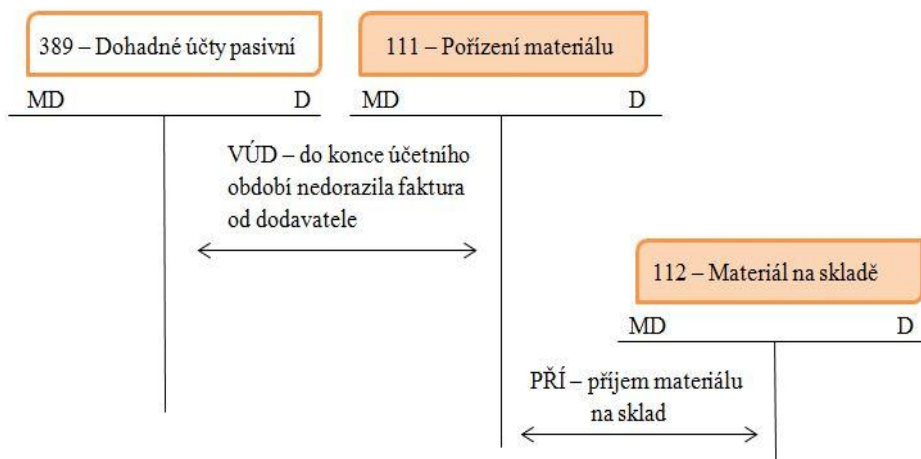 389 – Dohadné účty pasivní
111 – Pořízení materiálu
MD D
MD D
VÚD – do konce účetního
období nedorazila faktura
od dodavatele
112 – Materiál na skladě
MD D
PŘÍ – příjem materiálu
na sklad